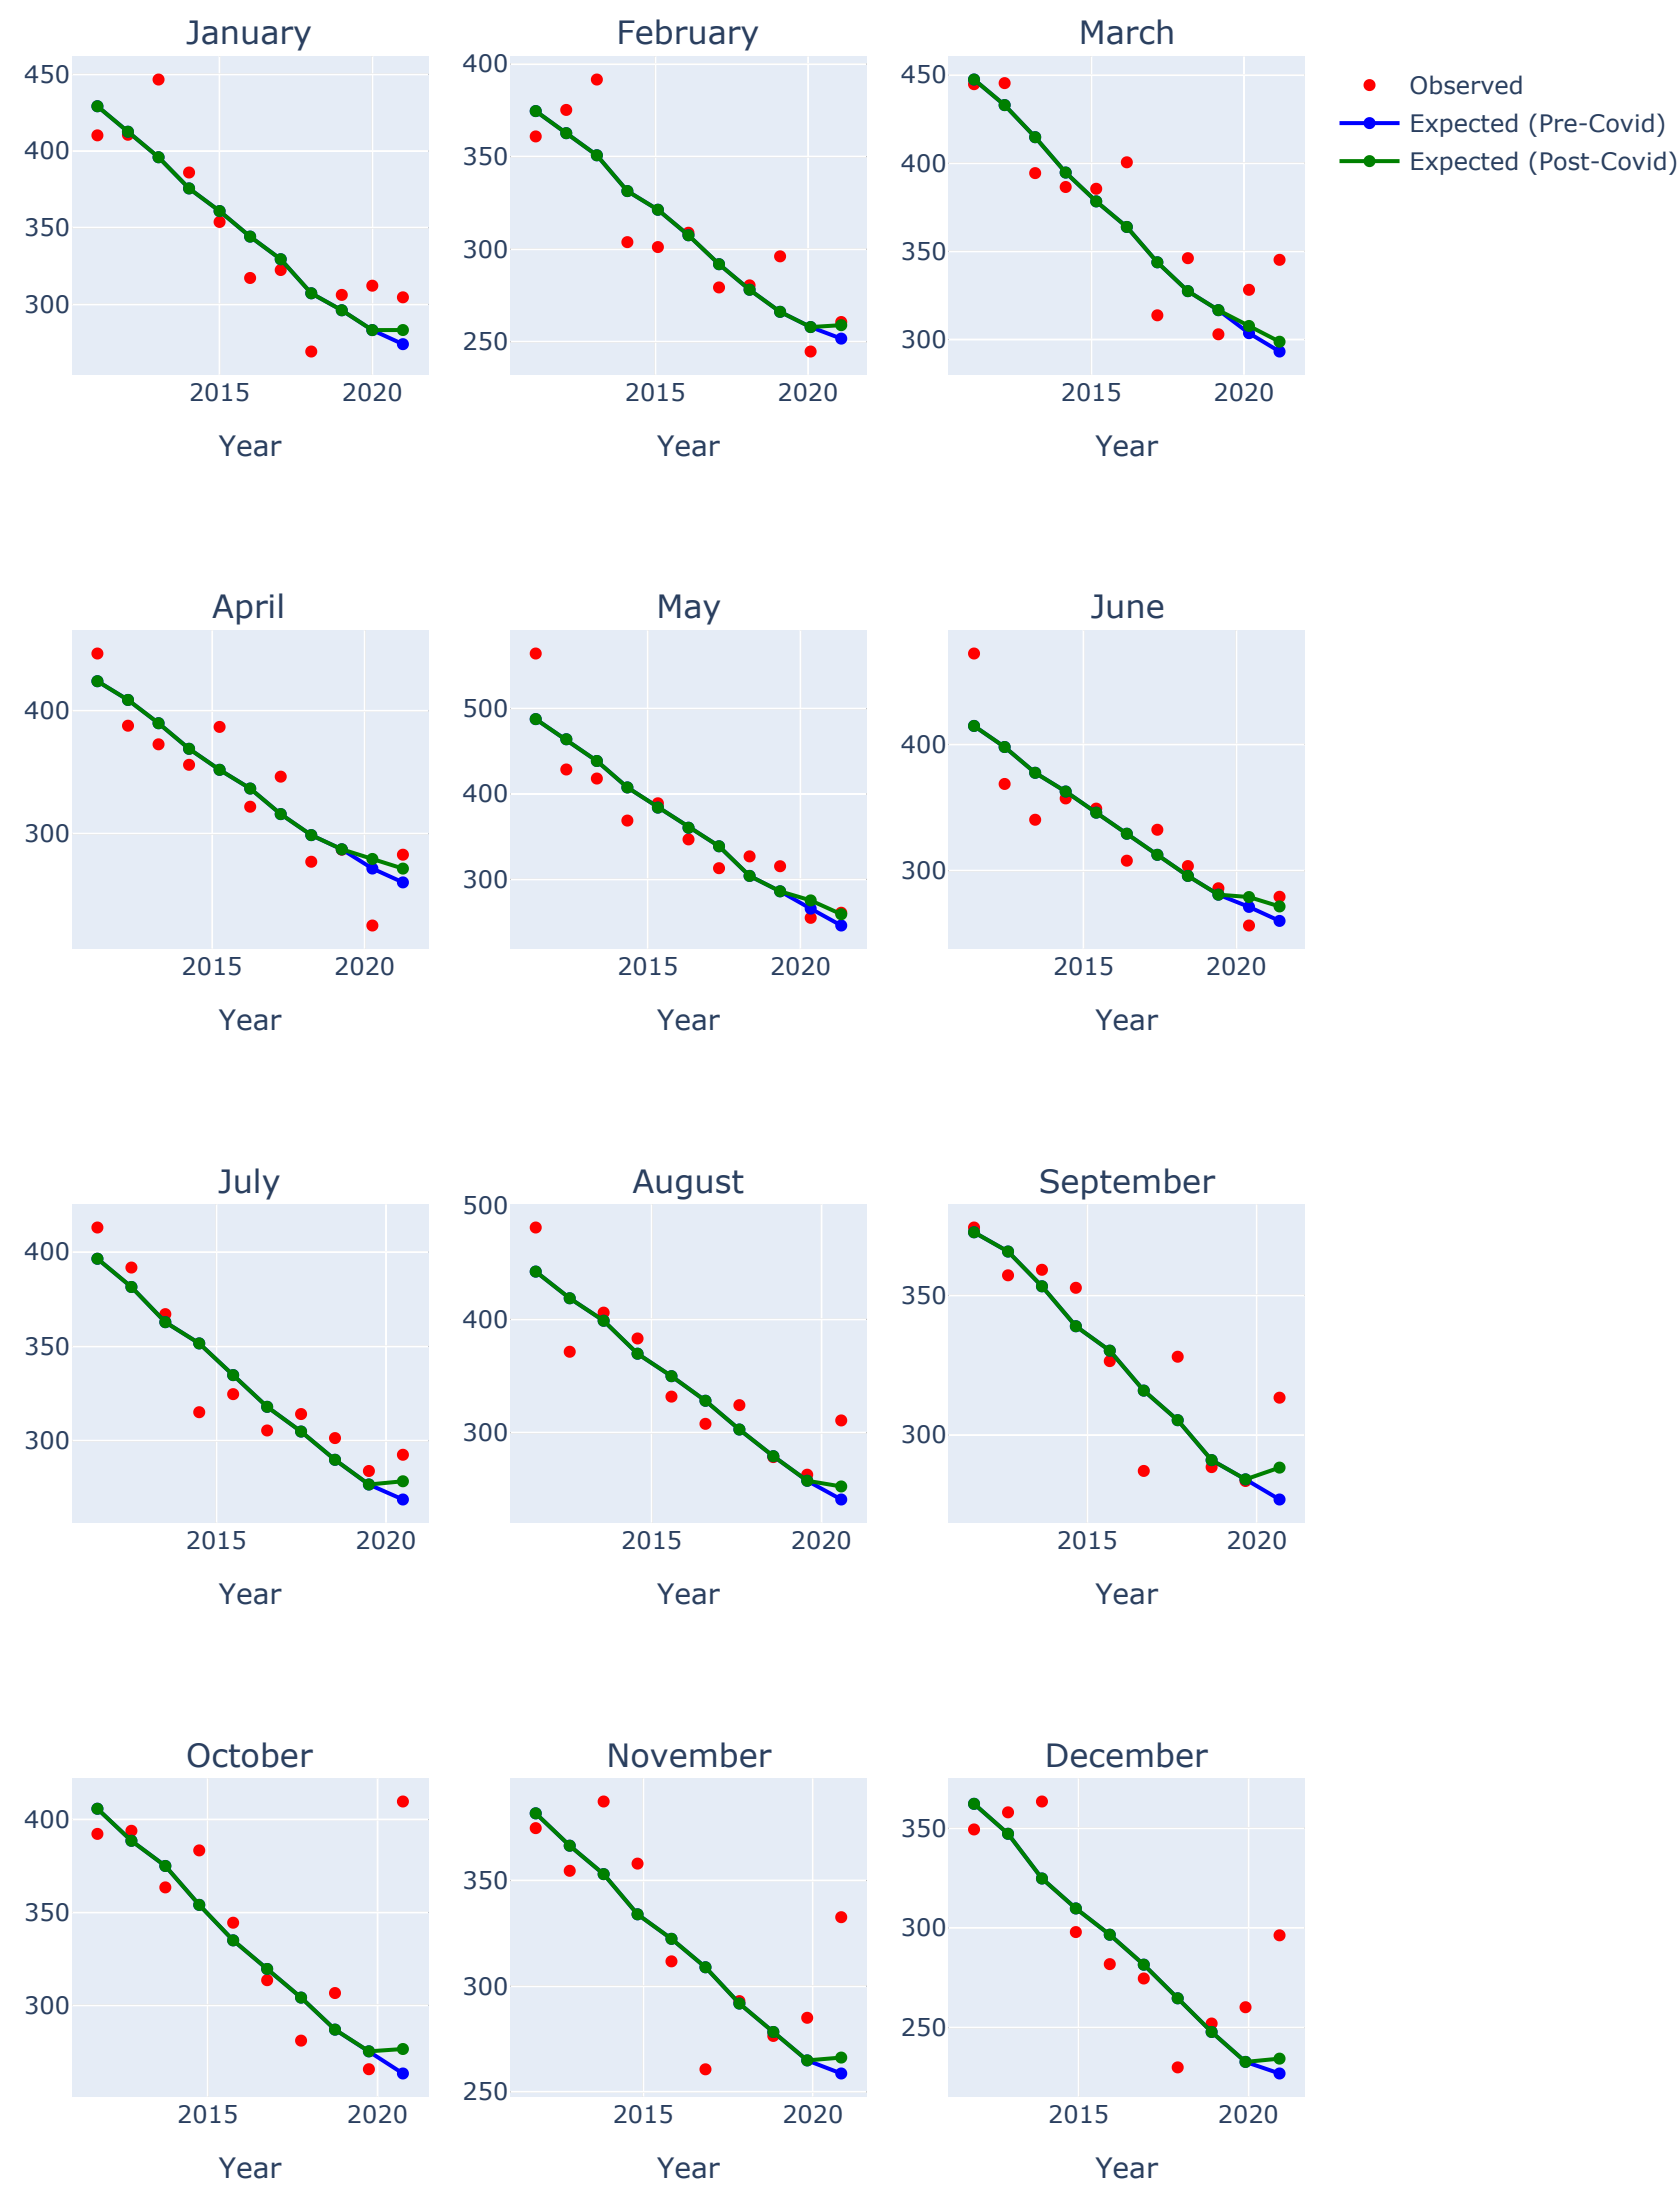 January
February
March
450
400
350
300
2015
2020
Year
400
350
300
250
2015
2020
Year
450
400
350
300
2015
2020
Year
Observed
Expected (Pre-Covid)
Expected (Post-Covid)
April
May
June
400
300
2015
2020
Year
500
400
300
2015
2020
Year
400
300
2015
2020
Year
July
August
September
400
350
300
2015
2020
Year
500
400
300
2015
2020
Year
350
300
2015
2020
Year
October
November
December
400
350
300
2015
2020
Year
350
300
250
2015
2020
Year
350
300
250
2015
2020
Year